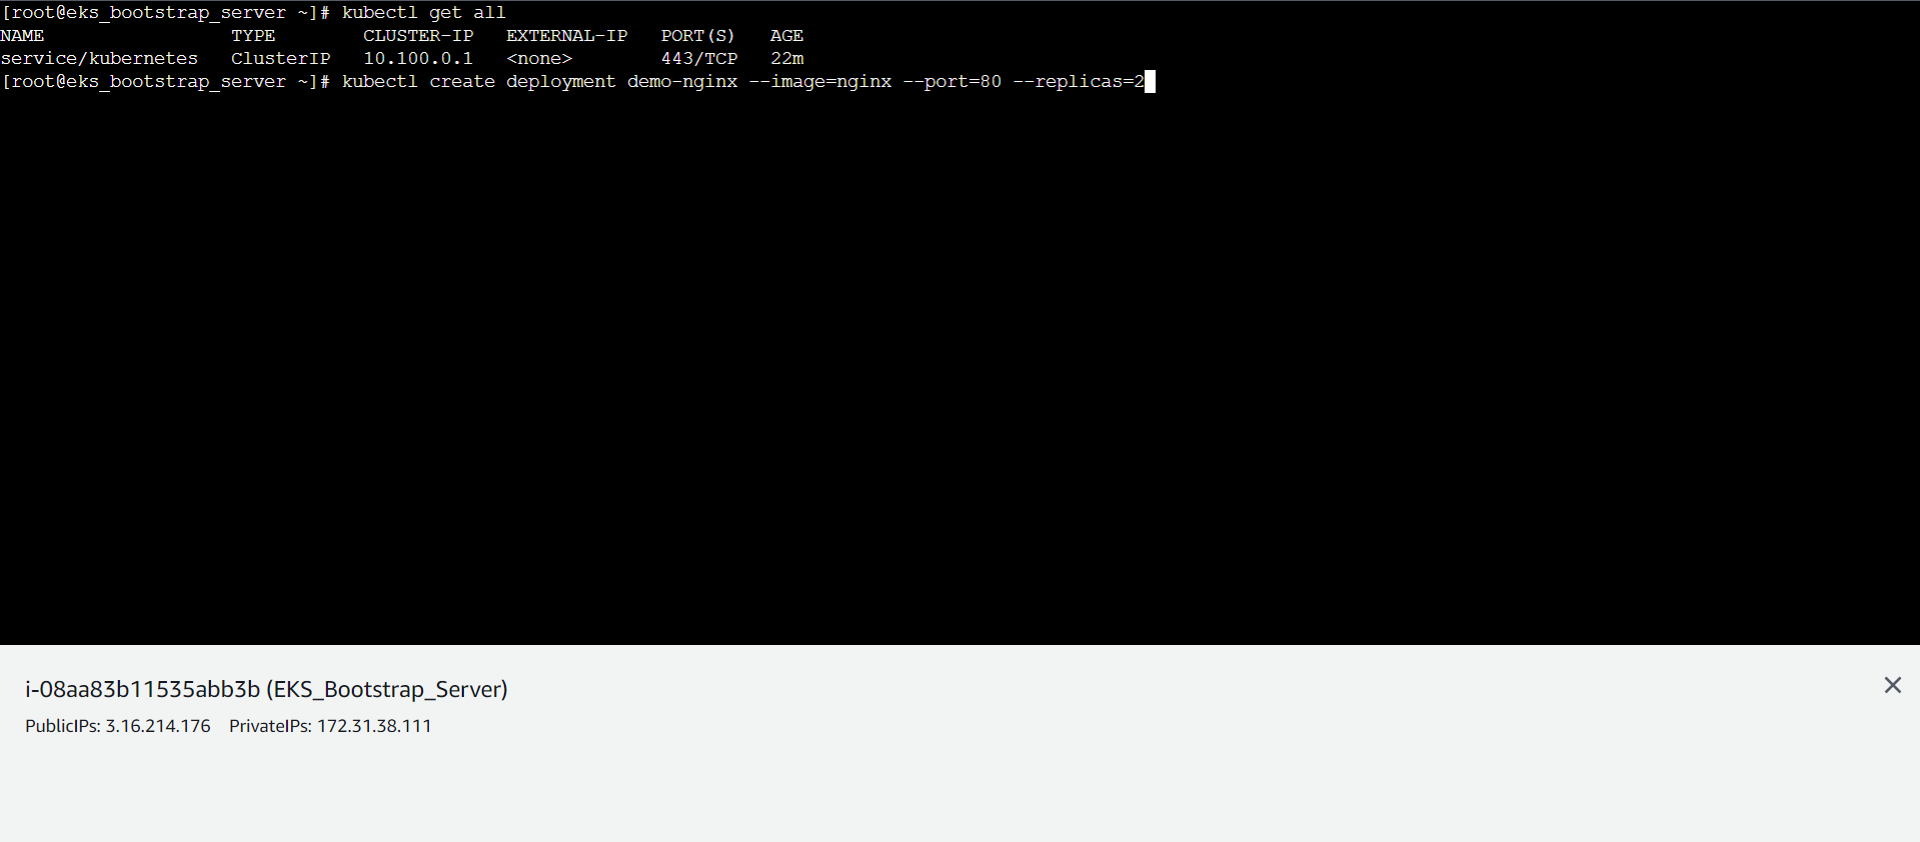 [root@eks_bootstrap_server ~]# kubectl get all
NAME                 TYPE        CLUSTER-IP   EXTERNAL-IP   PORT(S)   AGE
service/kubernetes   ClusterIP   10.100.0.1   <none>        443/TCP   22m
[root@eks_bootstrap_server ~]# kubectl create deployment demo-nginx --image=nginx --port=80 --replicas=2
i-08aa83b11535abb3b (EKS_Bootstrap_Server)
PublicIPs: 3.16.214.176    PrivateIPs: 172.31.38.111